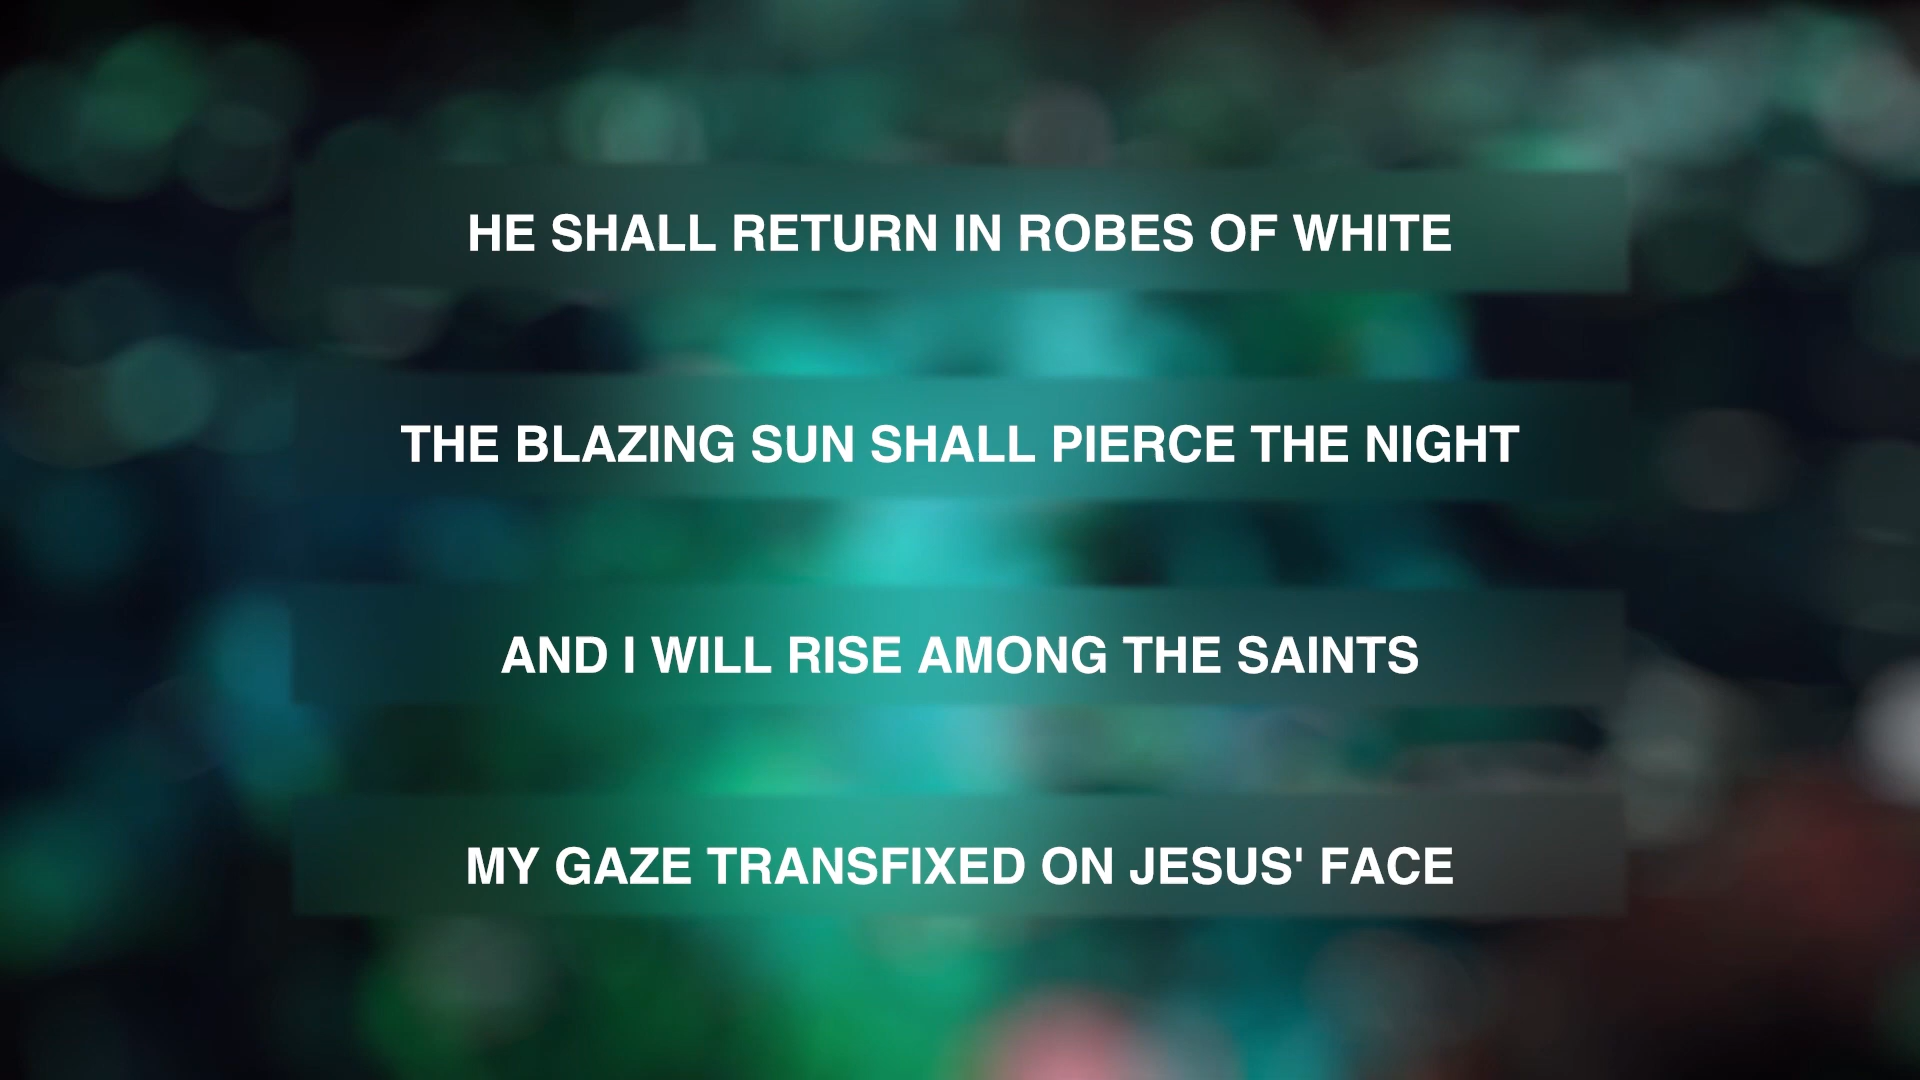 HE SHALL RETURN IN ROBES OF WHITE
THE BLAZING SUN SHALL PIERCE THE NIGHT
AND I WILL RISE AMONG THE SAINTS
MY GAZE TRANSFIXED ON JESUS' FACE